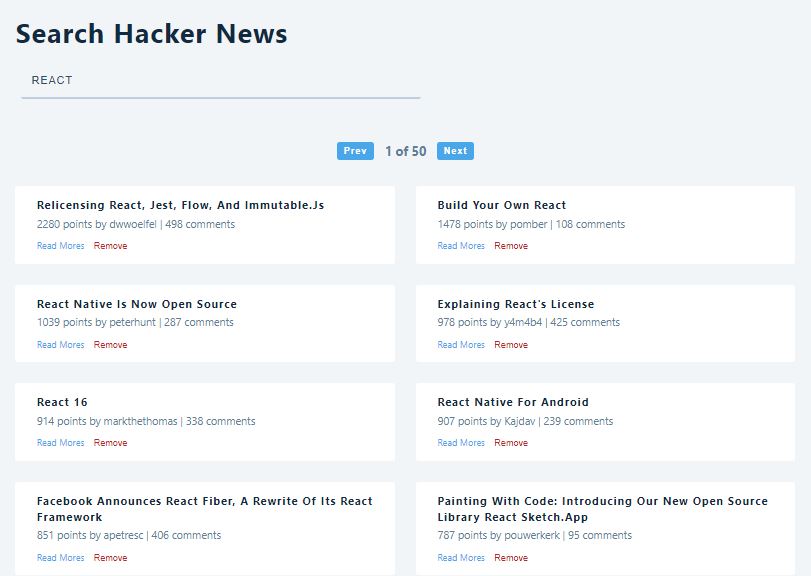 Search Hacker News
REACT
Prev 1 of 50 Next
Relicensing React, Jest, Flow, And Immutable.Js
2280 points by dwwoelfel | 498 comments
Read Mores Remove
Build Your Own React
1478 points by pomber | 108 comments
Read Mores Remove
React Native Is Now Open Source
1039 points by peterhunt | 287 comments
Read Mores Remove
Explaining React's License
978 points by y4m4b4 | 425 comments
Read Mores Remove
React 16
914 points by markthethomas | 338 comments
Read Mores Remove
React Native For Android
907 points by Kajdav | 239 comments
Read Mores Remove
Facebook Announces React Fiber, A Rewrite Of Its React
Framework
851 points by apetresc | 406 comments
Read Mores Remove
Painting With Code: Introducing Our New Open Source
Library React Sketch.App
787 points by pouwerkerk | 95 comments
Read Mores Remove